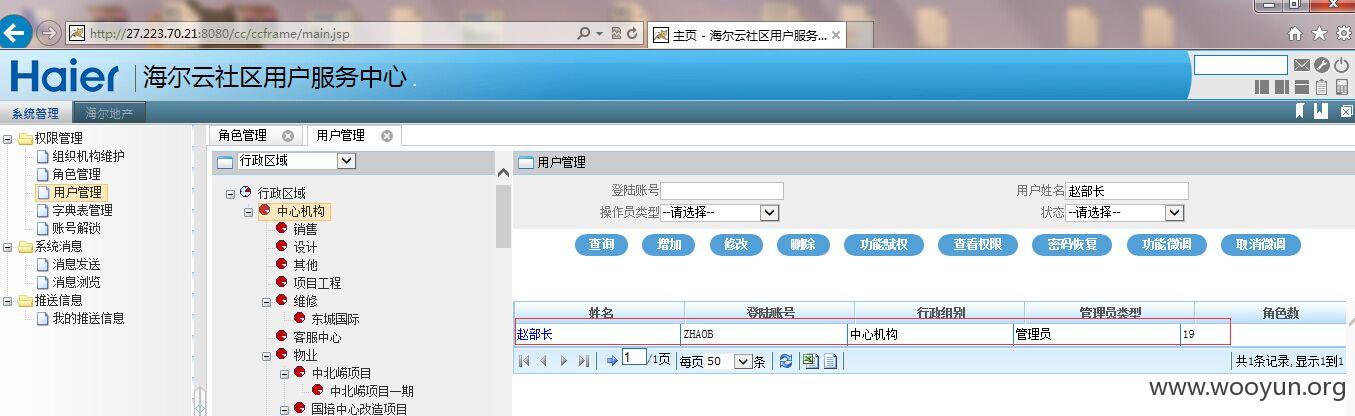 http://27.223.70.21:8080/cc/ccframe/main.jsp
主页 - 海尔云社区用户服务...
Haier 海尔云社区用户服务中心
系统管理 海尔地产
权限管理
组织机构维护
角色管理
用户管理
字典表管理
账号解锁
系统消息
消息发送
消息浏览
推送信息
我的推送信息
角色管理 用户管理
行政区域
行政区域
中心机构
销售
设计
其他
项目工程
维修
东城国际
客服中心
物业
中北崂项目
中北崂项目一期
国培中心改造项目
用户管理
登陆账号 用户姓名 赵部长
操作员类型 --请选择-- 状态 --请选择--
查询 增加 修改 删除 功能赋权 查看权限 密码恢复 功能微调 取消微调
姓名 登陆账号 行政组别 管理员类型 角色数
赵部长 ZHAOB 中心机构 管理员 19
1 /1页 每页 50 条 共1条记录,显示1到1
www.wooyun.org